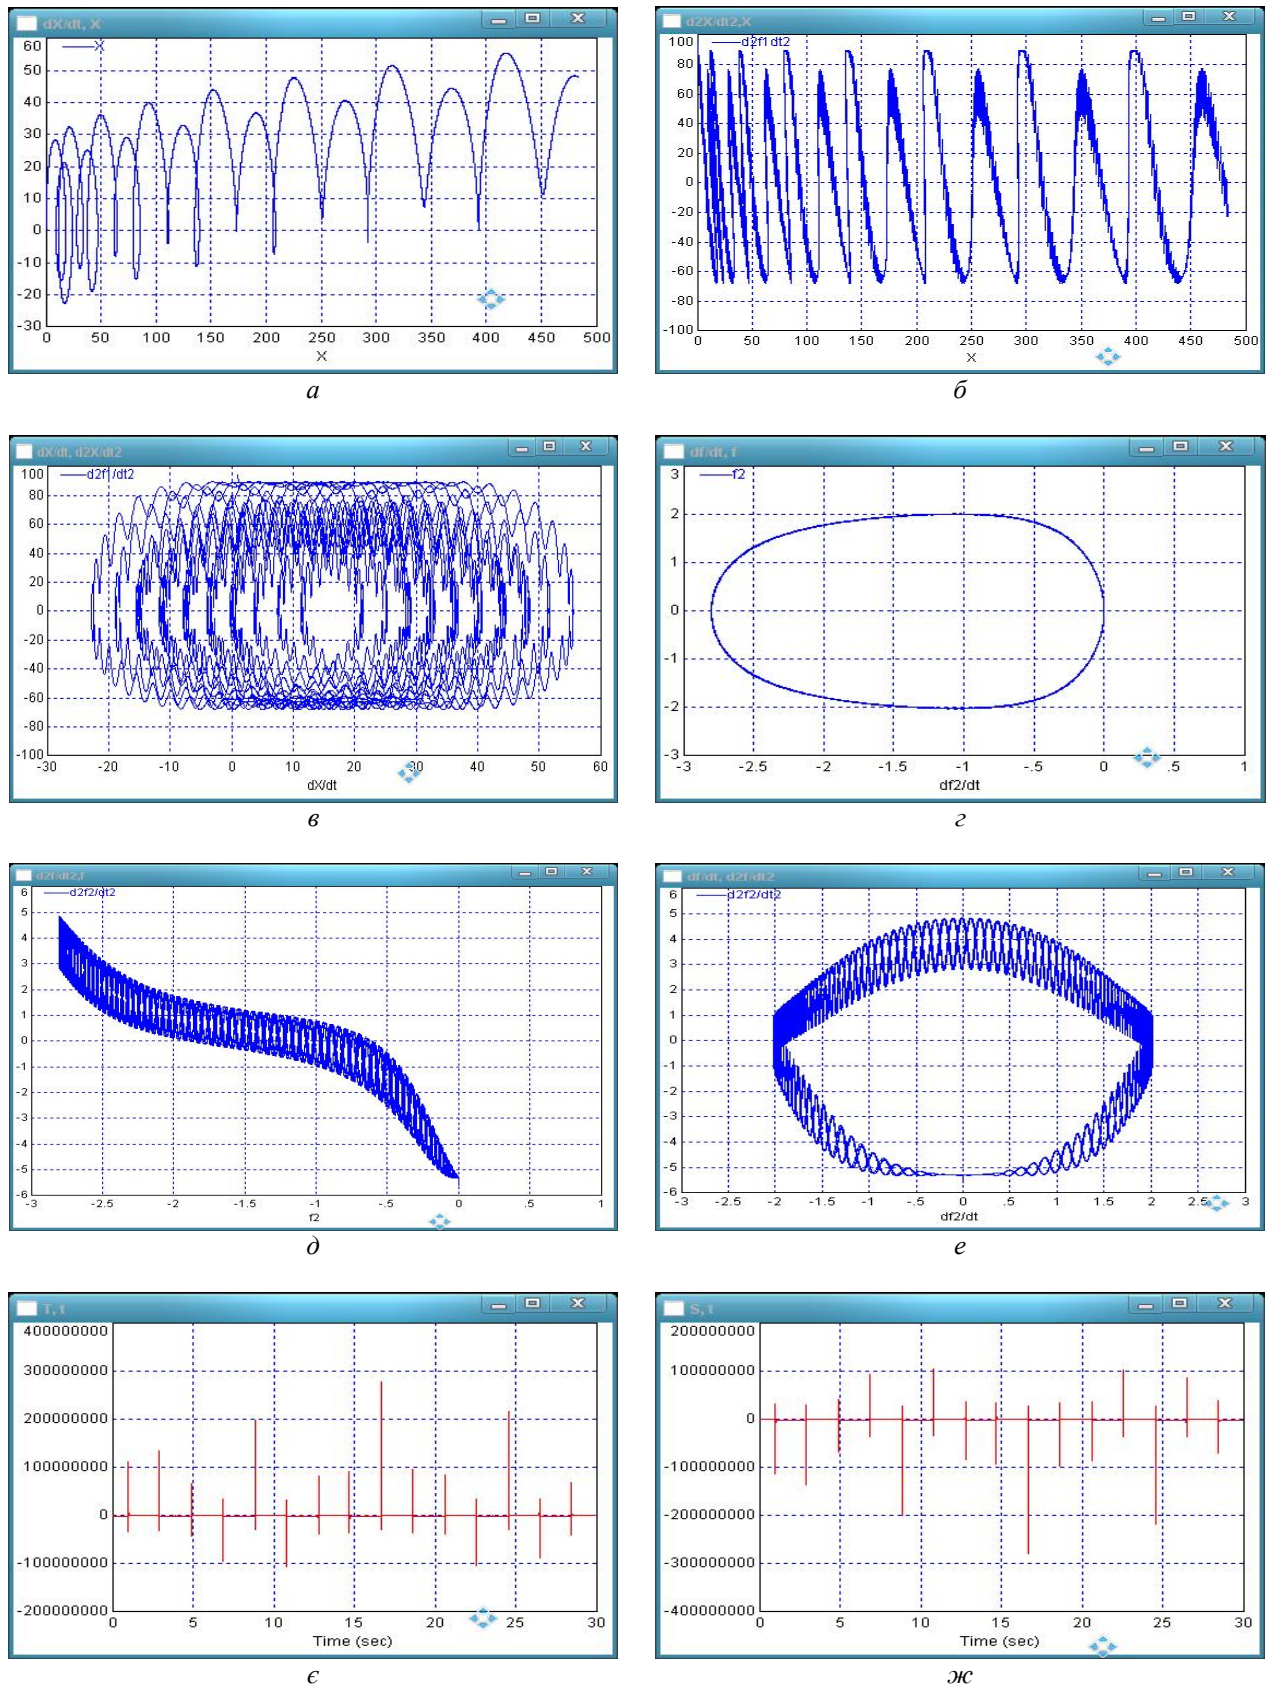 dX/dt, X
X
60
50
40
30
20
10
0
-10
20
-30
0 50 100 150 200 250 300 350 400 450 500
X
а
d2X/dt2,X
d2f1dt2
100
80
60
40
20
0
-20
-40
-60
-80
-100
0 50 100 150 200 250 300 350 400 450 500
X
б
dX/dt, d2X/dt2
d2f1/dt2
100
80
60
40
20
0
-20
40
-60
-80
-100
-30 -20 -10 0 10 20 30 40 50 60
dX/dt
в
df/dt, f
f2
3
2
1
0
-1
-2
-3
-3 -2.5 -2 -1.5 -1 -.5 0 .5 1
df2/dt
г
d2f/dt2,f
d2f2/dt2
6
5
4
3
2
1
0
-1
-2
-3
-4
-5
-6
-3 -2.5 -2 -1.5 -1 -.5 0 1
f2
д
df/dt, d2f/dt2
d2f2/dt2
6
5
4
3
2
1
0
-1
-2
-3
-4
-5
-6
-3 -2.5 -2 -1.5 -1 -.5 0 .5 1 1.5 2 2.5 3
df2/dt
е
T, t
400000000
300000000
200000000
100000000
0
-100000000
-200000000
0 5 10 15 20 25 30
Time (sec)
є
S, t
200000000
100000000
0
-100000000
-200000000
-300000000
-400000000
0 5 10 15 20 25 30
Time (sec)
ж